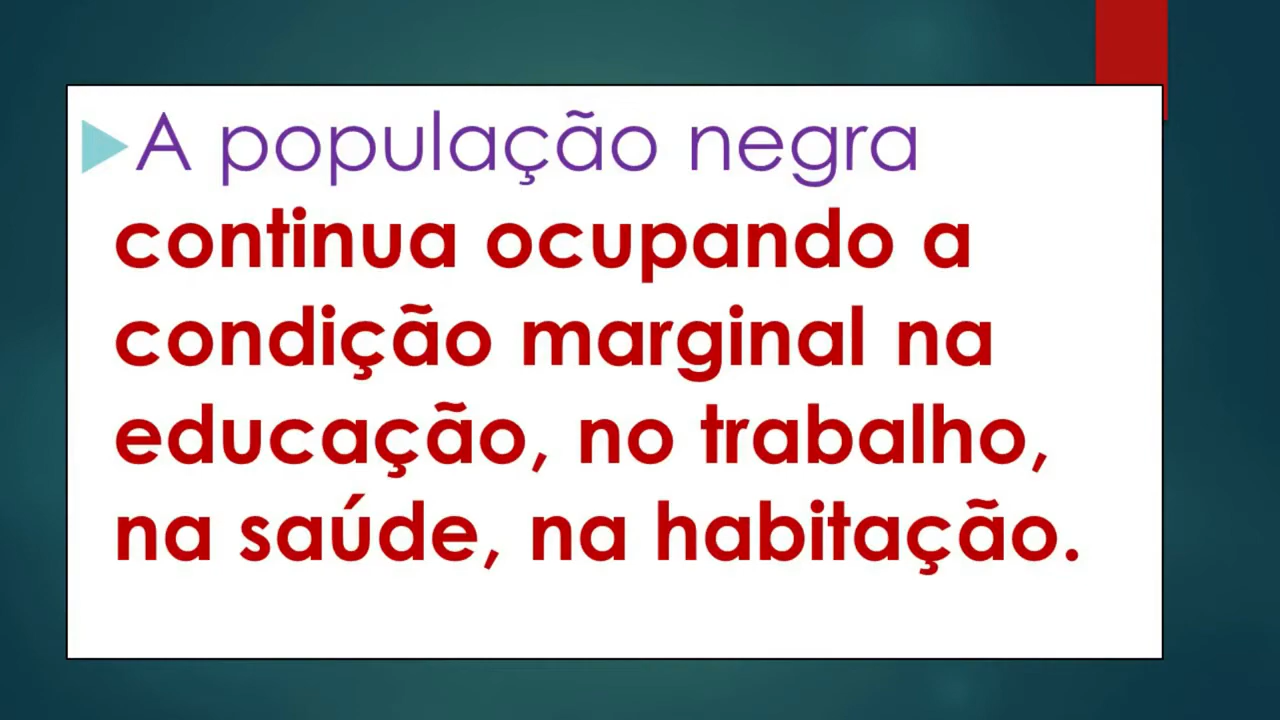 A população negra
continua ocupando a
condição marginal na
educação, no trabalho,
na saúde, na habitação.